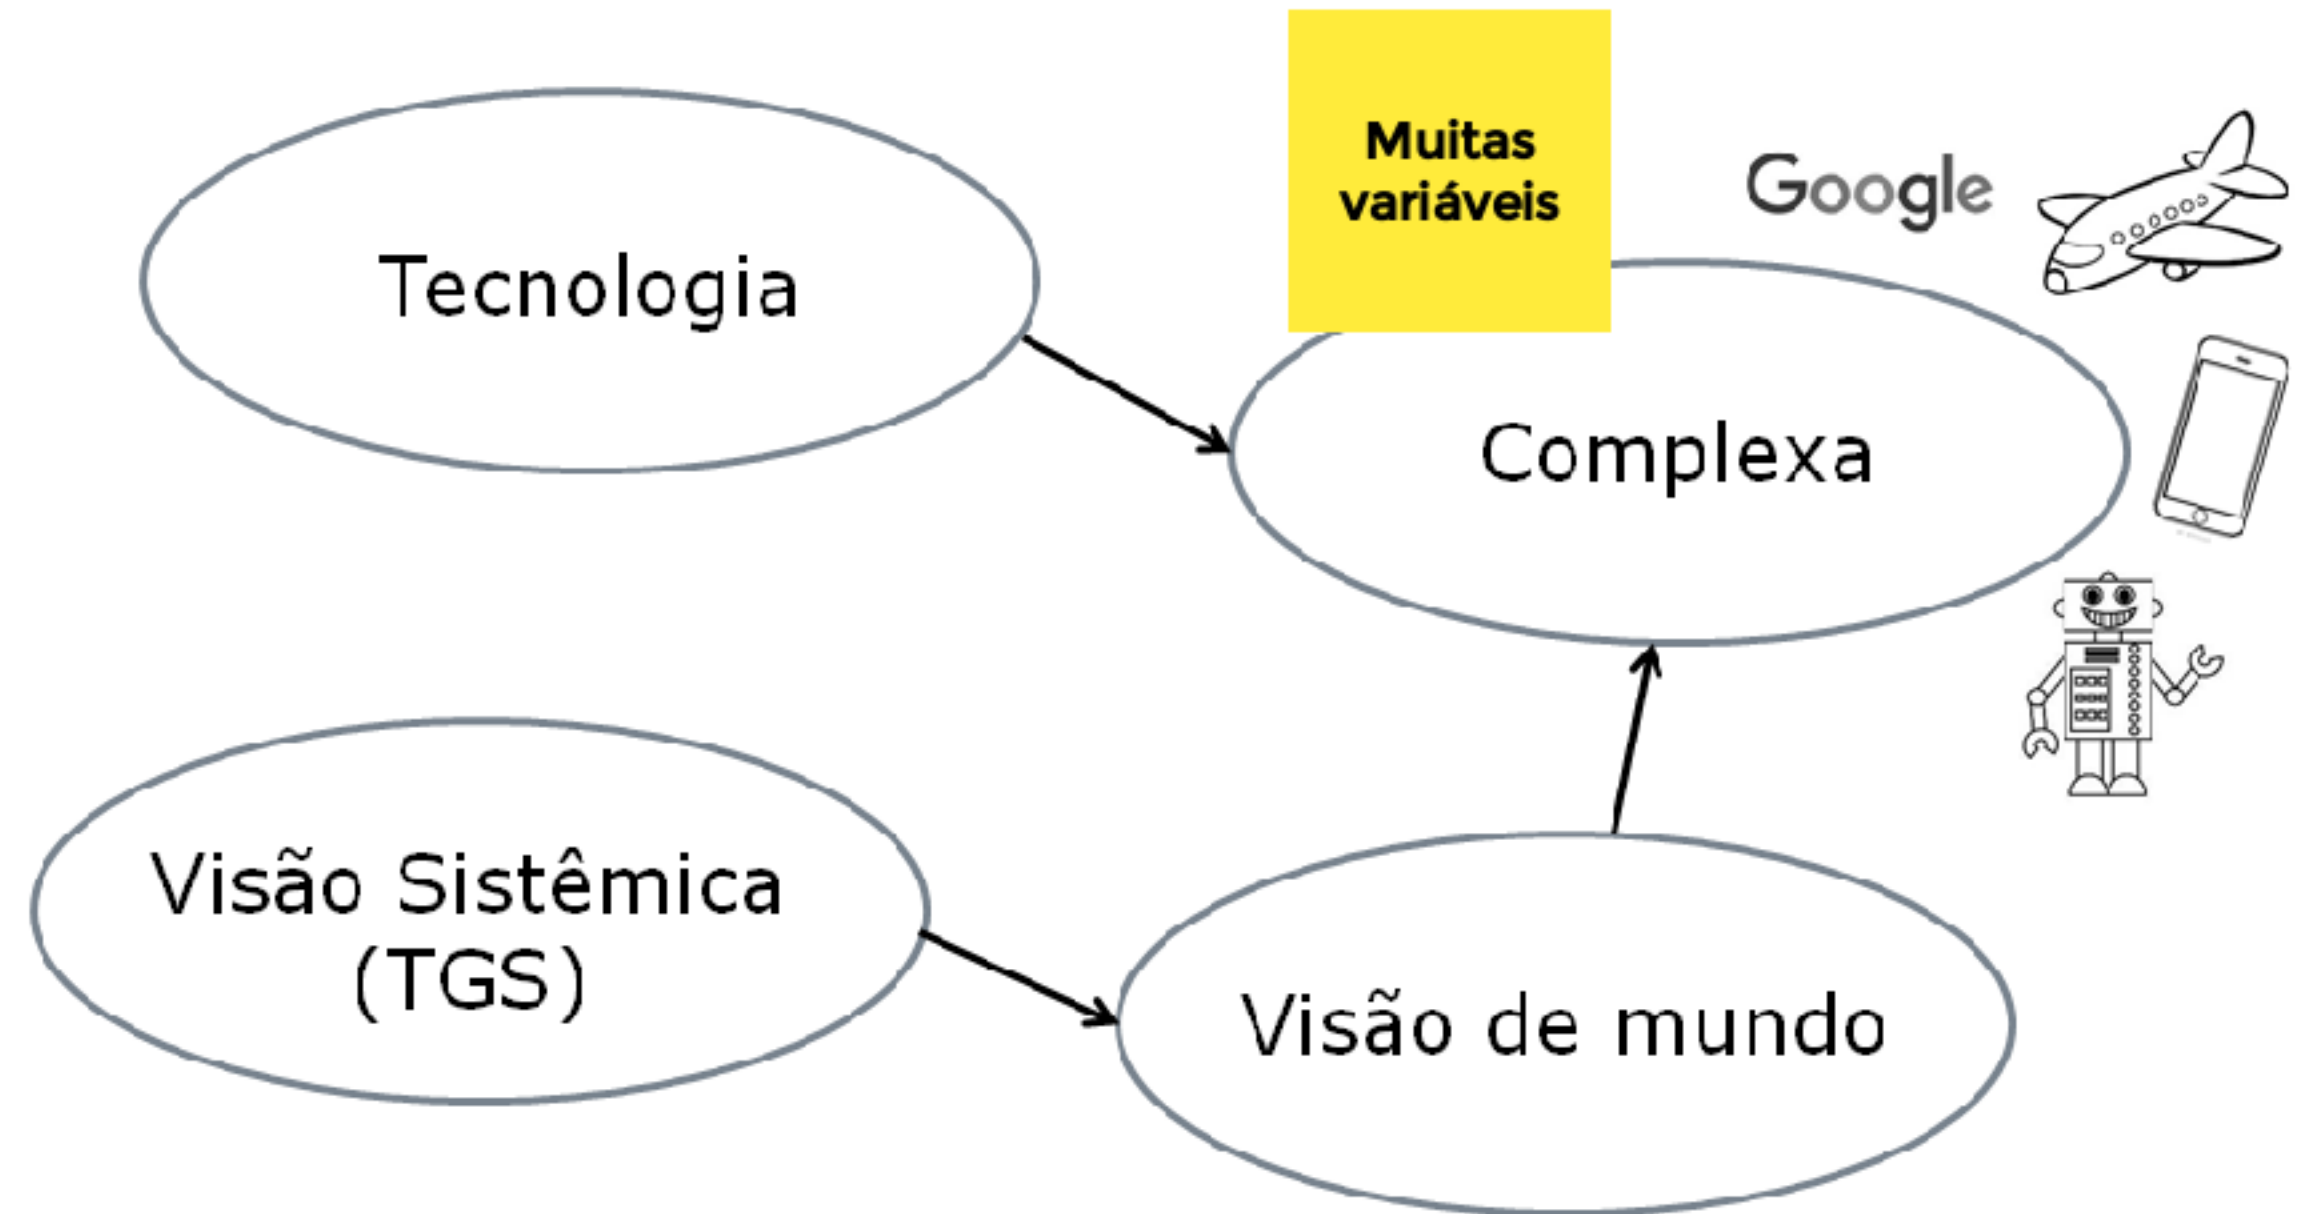 Muitas
variáveis
Google
Tecnologia
Complexa
Visão Sistêmica
(TGS)
Visão de mundo